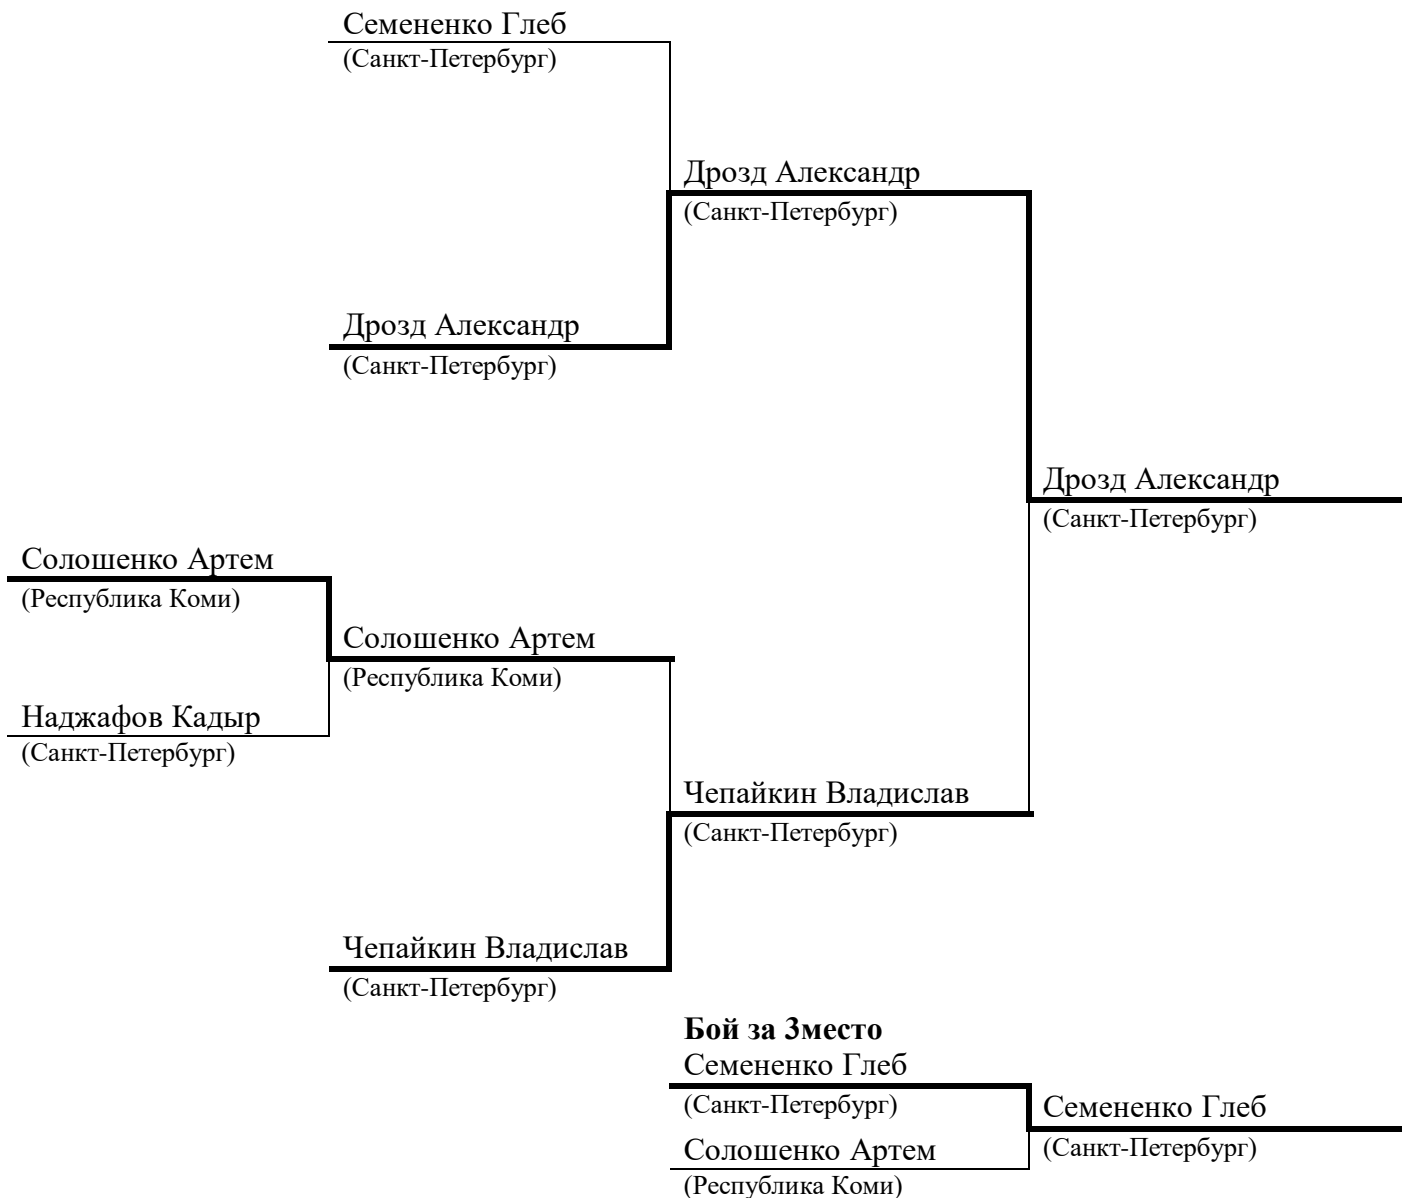 Семененко Глеб
(Санкт-Петербург)
Дрозд Александр
(Санкт-Петербург)
Дрозд Александр
(Санкт-Петербург)
Дрозд Александр
(Санкт-Петербург)
Солошенко Артем
(Республика Коми)
Солошенко Артем
(Республика Коми)
Наджафов Кадыр
(Санкт-Петербург)
Чепайкин Владислав
(Санкт-Петербург)
Чепайкин Владислав
(Санкт-Петербург)
Бой за 3место
Семененко Глеб
(Санкт-Петербург)
Семененко Глеб
(Санкт-Петербург)
Солошенко Артем
(Республика Коми)